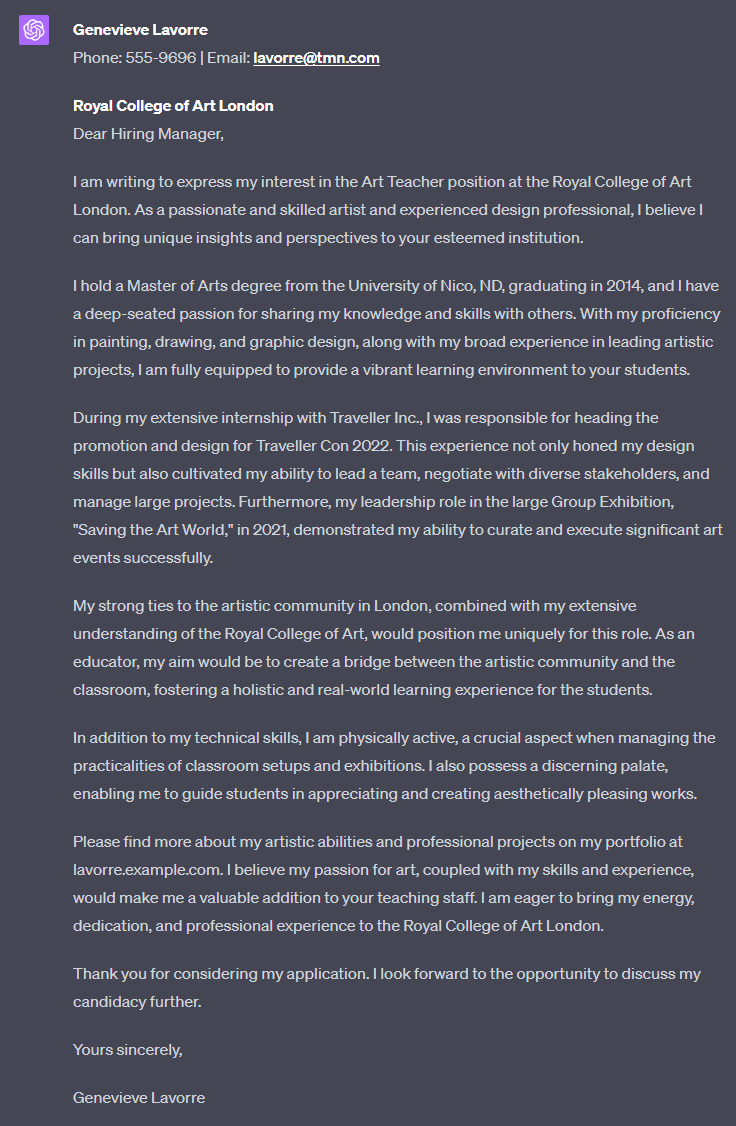 Genevieve Lavorre
Phone: 555-9696 | Email: lavorre@tmn.com
Royal College of Art London
Dear Hiring Manager,
I am writing to express my interest in the Art Teacher position at the Royal College of Art
London. As a passionate and skilled artist and experienced design professional, I believe I
can bring unique insights and perspectives to your esteemed institution.
I hold a Master of Arts degree from the University of Nico, ND, graduating in 2014, and I have
a deep-seated passion for sharing my knowledge and skills with others. With my proficiency
in painting, drawing, and graphic design, along with my broad experience in leading artistic
projects, I am fully equipped to provide a vibrant learning environment to your students.
During my extensive internship with Traveller Inc., I was responsible for heading the
promotion and design for Traveller Con 2022. This experience not only honed my design
skills but also cultivated my ability to lead a team, negotiate with diverse stakeholders, and
manage large projects. Furthermore, my leadership role in the large Group Exhibition,
"Saving the Art World," in 2021, demonstrated my ability to curate and execute significant art
events successfully.
My strong ties to the artistic community in London, combined with my extensive
understanding of the Royal College of Art, would position me uniquely for this role. As an
educator, my aim would be to create a bridge between the artistic community and the
classroom, fostering a holistic and real-world learning experience for the students.
In addition to my technical skills, I am physically active, a crucial aspect when managing the
practicalities of classroom setups and exhibitions. I also possess a discerning palate,
enabling me to guide students in appreciating and creating aesthetically pleasing works.
Please find more about my artistic abilities and professional projects on my portfolio at
lavorre.example.com. I believe my passion for art, coupled with my skills and experience,
would make me a valuable addition to your teaching staff. I am eager to bring my energy,
dedication, and professional experience to the Royal College of Art London.
Thank you for considering my application. I look forward to the opportunity to discuss my
candidacy further.
Yours sincerely,
Genevieve Lavorre